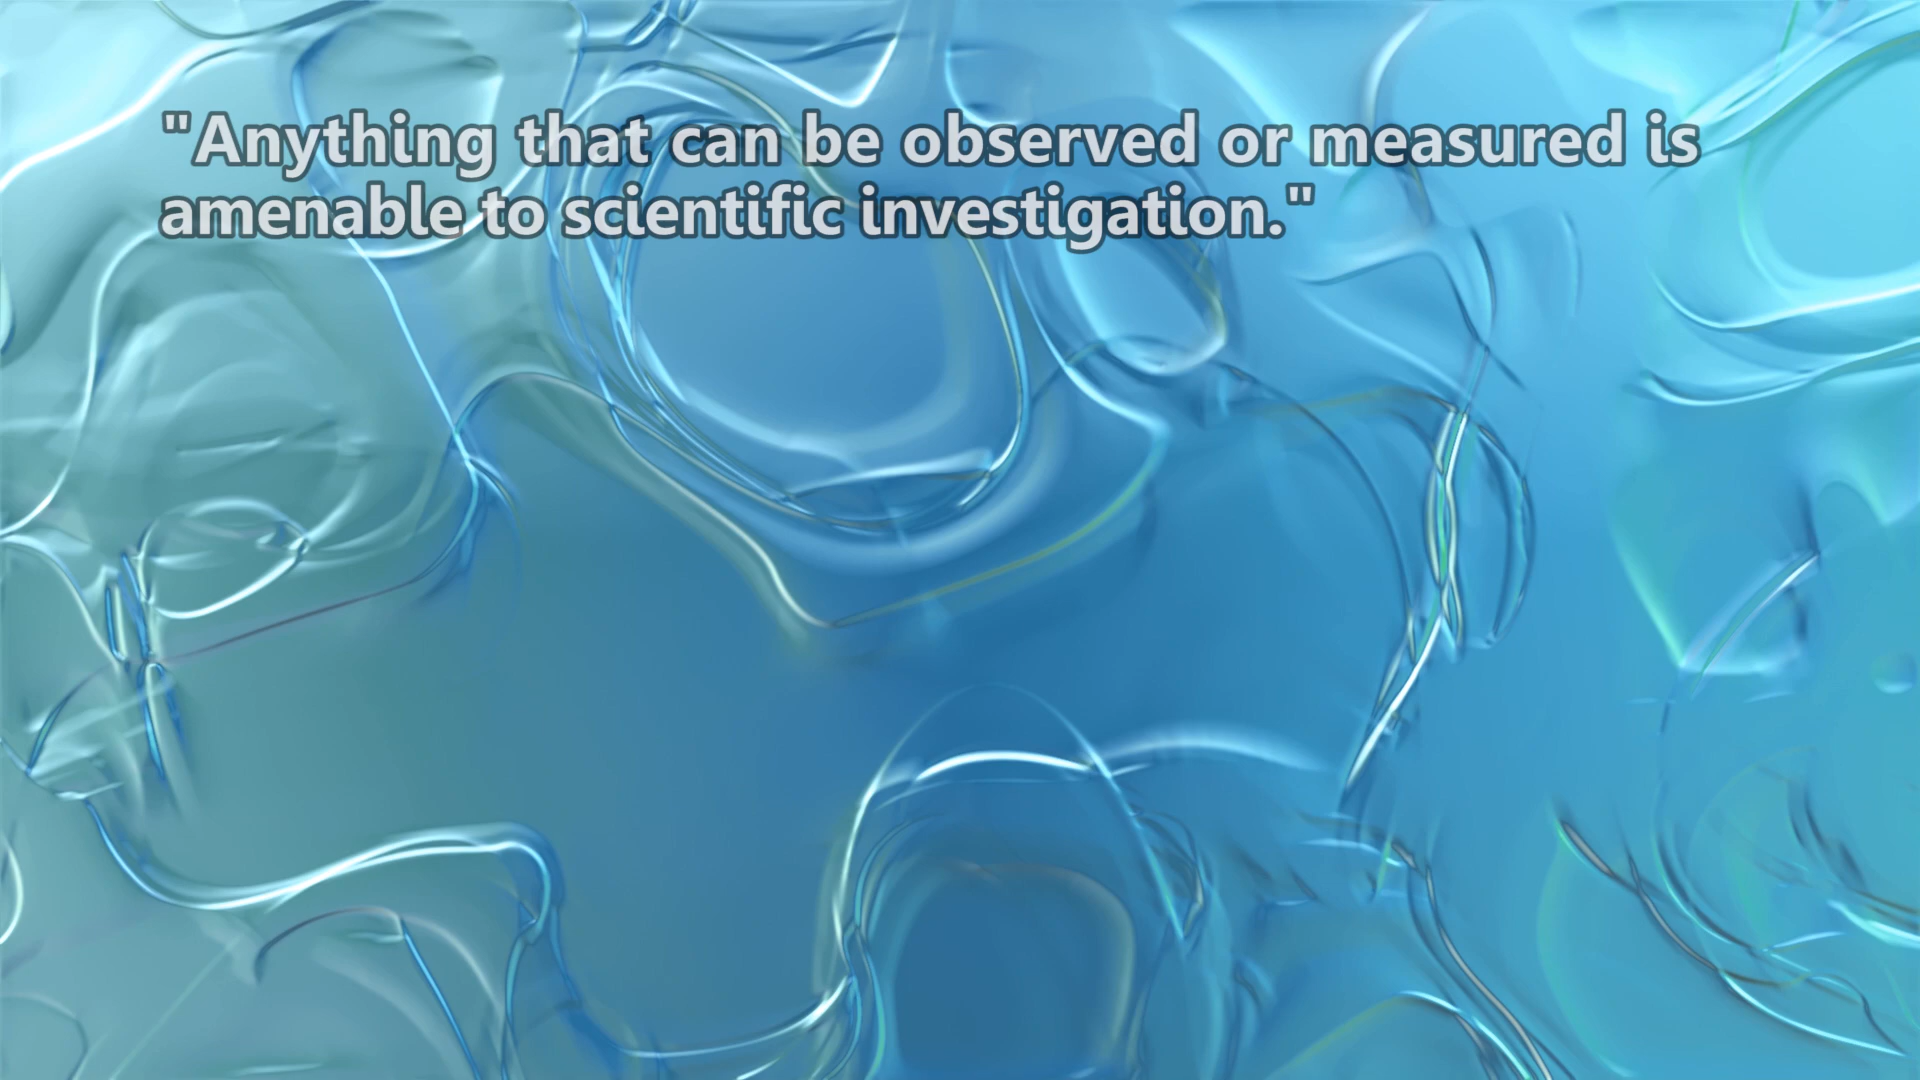 "Anything that can be observed or measured is
amenable to scientific investigation."